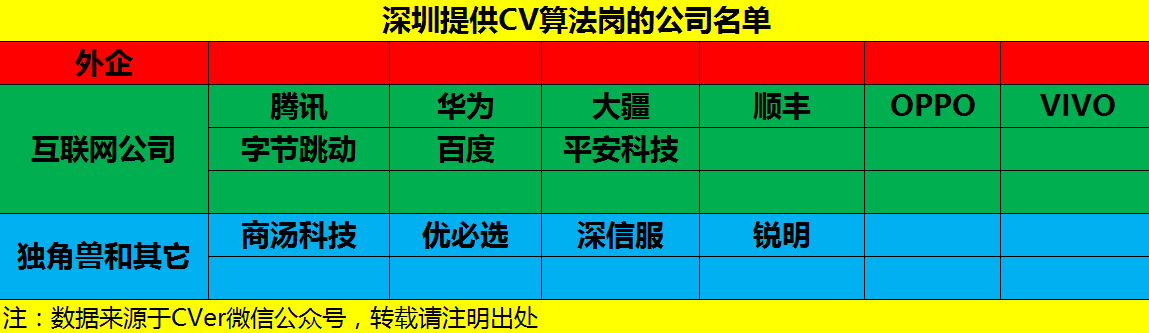 深圳提供CV算法岗的公司名单
外企
互联网公司 腾讯 华为 大疆 顺丰 OPPO VIVO
字节跳动 百度 平安科技
独角兽和其它 商汤科技 优必选 深信服 锐明
注：数据来源于CVer微信公众号，转载请注明出处